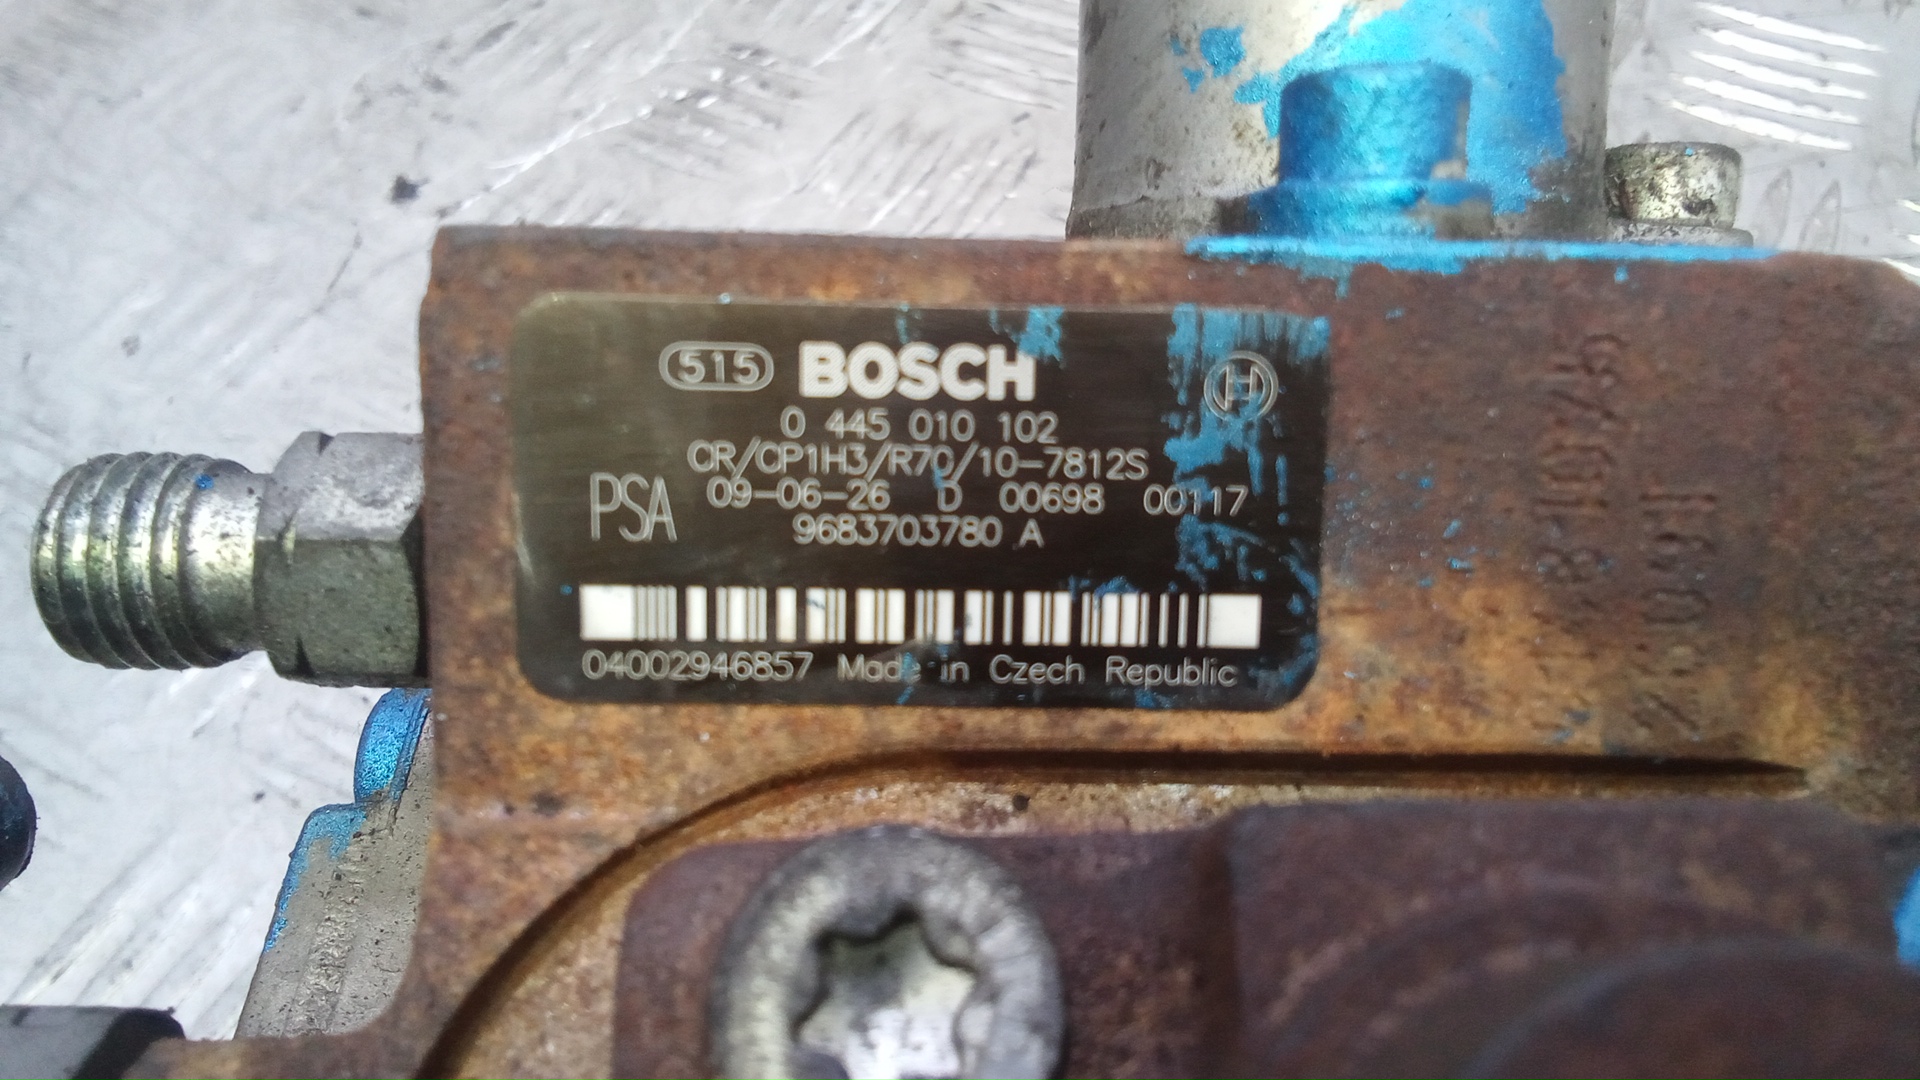 515 BOSCH
0 445 010 102
CR/CP1H3/R70/10-7812S
PSA 09-06-26 D 00698 00117
9683703780 A
04002946857 Made in Czech Republic